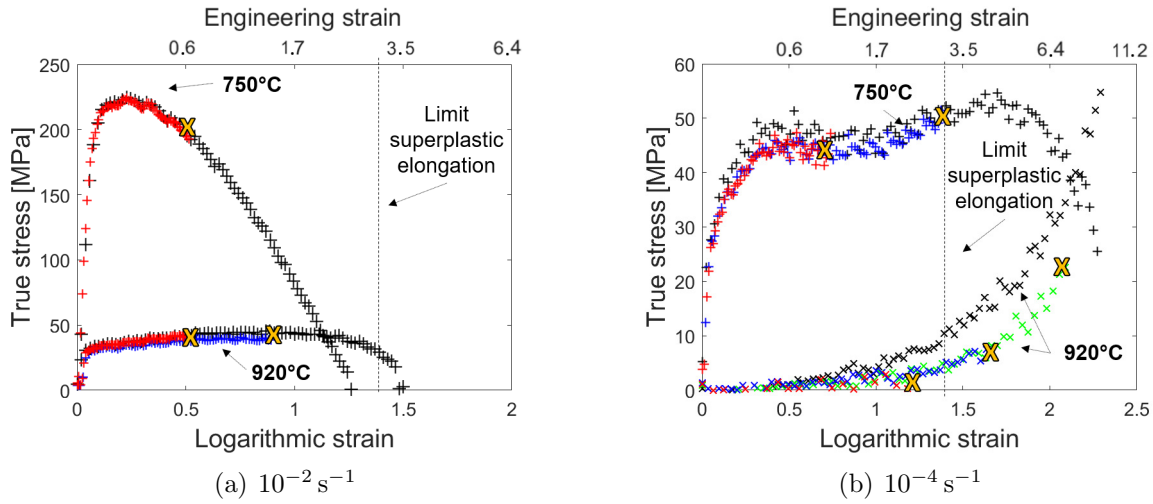 Engineering strain
0.6 1.7 3.5 6.4
250
200
150
100
50
0
True stress [MPa]
750°C
Limit
superplastic
elongation
920°C
0 0.5 1 1.5 2
Logarithmic strain
(a) 10⁻² s⁻¹
Engineering strain
0.6 1.7 3.5 6.4 11.2
60
50
40
30
20
10
0
True stress [MPa]
750°C
Limit
superplastic
elongation
920°C
0 0.5 1 1.5 2 2.5
Logarithmic strain
(b) 10⁻⁴ s⁻¹